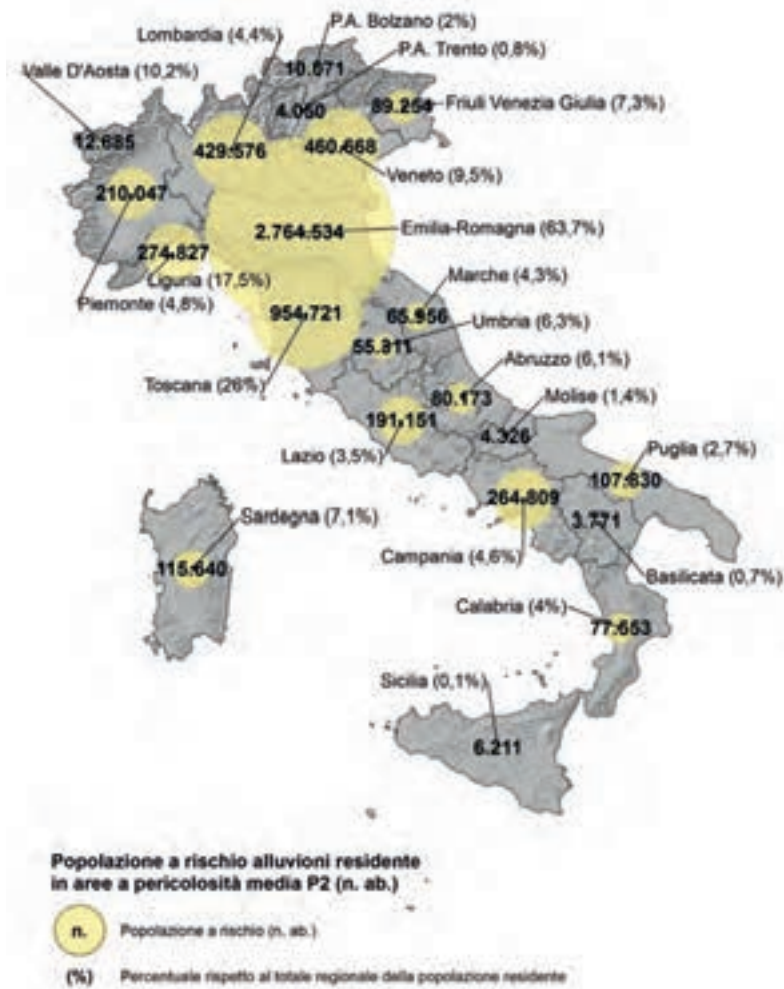 P.A. Bolzano (2%)
Lombardia (4,4%)
P.A. Trento (0,8%)
Valle D'Aosta (10,2%)
10.671
4.060
89.254
Friuli Venezia Giulia (7,3%)
12.685
429.576
460.668
Veneto (9,5%)
210.047
2.764.534
Emilia-Romagna (63,7%)
274.827
Liguria (17,5%)
Piemonte (4,8%)
Marche (4,3%)
954.721
65.956
Umbria (6,3%)
55.811
Abruzzo (6,1%)
Toscana (26%)
80.173
Molise (1,4%)
191.151
4.326
Lazio (3,5%)
Puglia (2,7%)
107.830
264.809
3.771
Sardegna (7,1%)
115.640
Campania (4,6%)
Basilicata (0,7%)
Calabria (4%)
77.653
Sicilia (0,1%)
6.211
Popolazione a rischio alluvioni residente
in aree a pericolosità media P2 (n. ab.)
n.
Popolazione a rischio (n. ab.)
(%)
Percentuale rispetto al totale regionale della popolazione residente